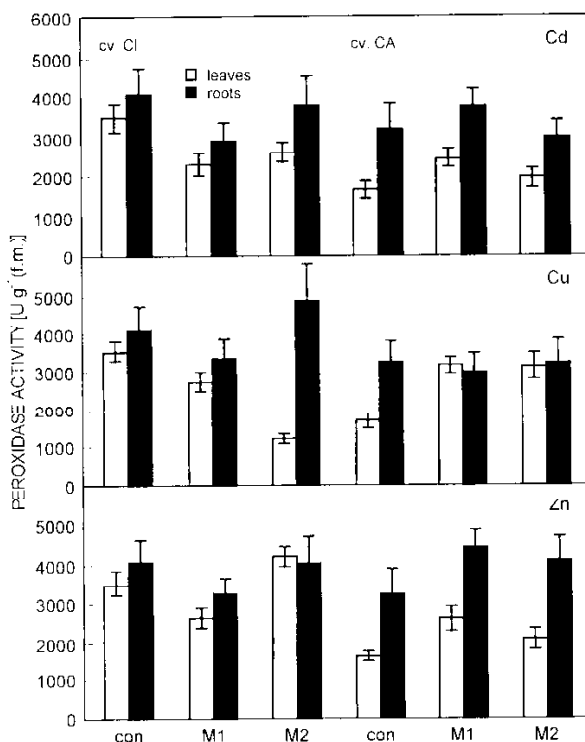 6000
cv. CI
cv. CA
Cd
5000
leaves
roots
4000
3000
2000
1000
0
Cu
5000
4000
3000
2000
1000
0
Zn
5000
4000
3000
2000
1000
0
PEROXIDASE ACTIVITY [U g⁻¹ (f.m.)]
con M1 M2 con M1 M2